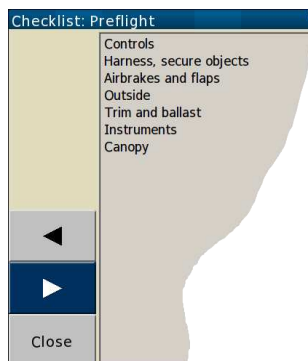 Checklist: Preflight
Controls
Harness, secure objects
Airbrakes and flaps
Outside
Trim and ballast
Instruments
Canopy
Close